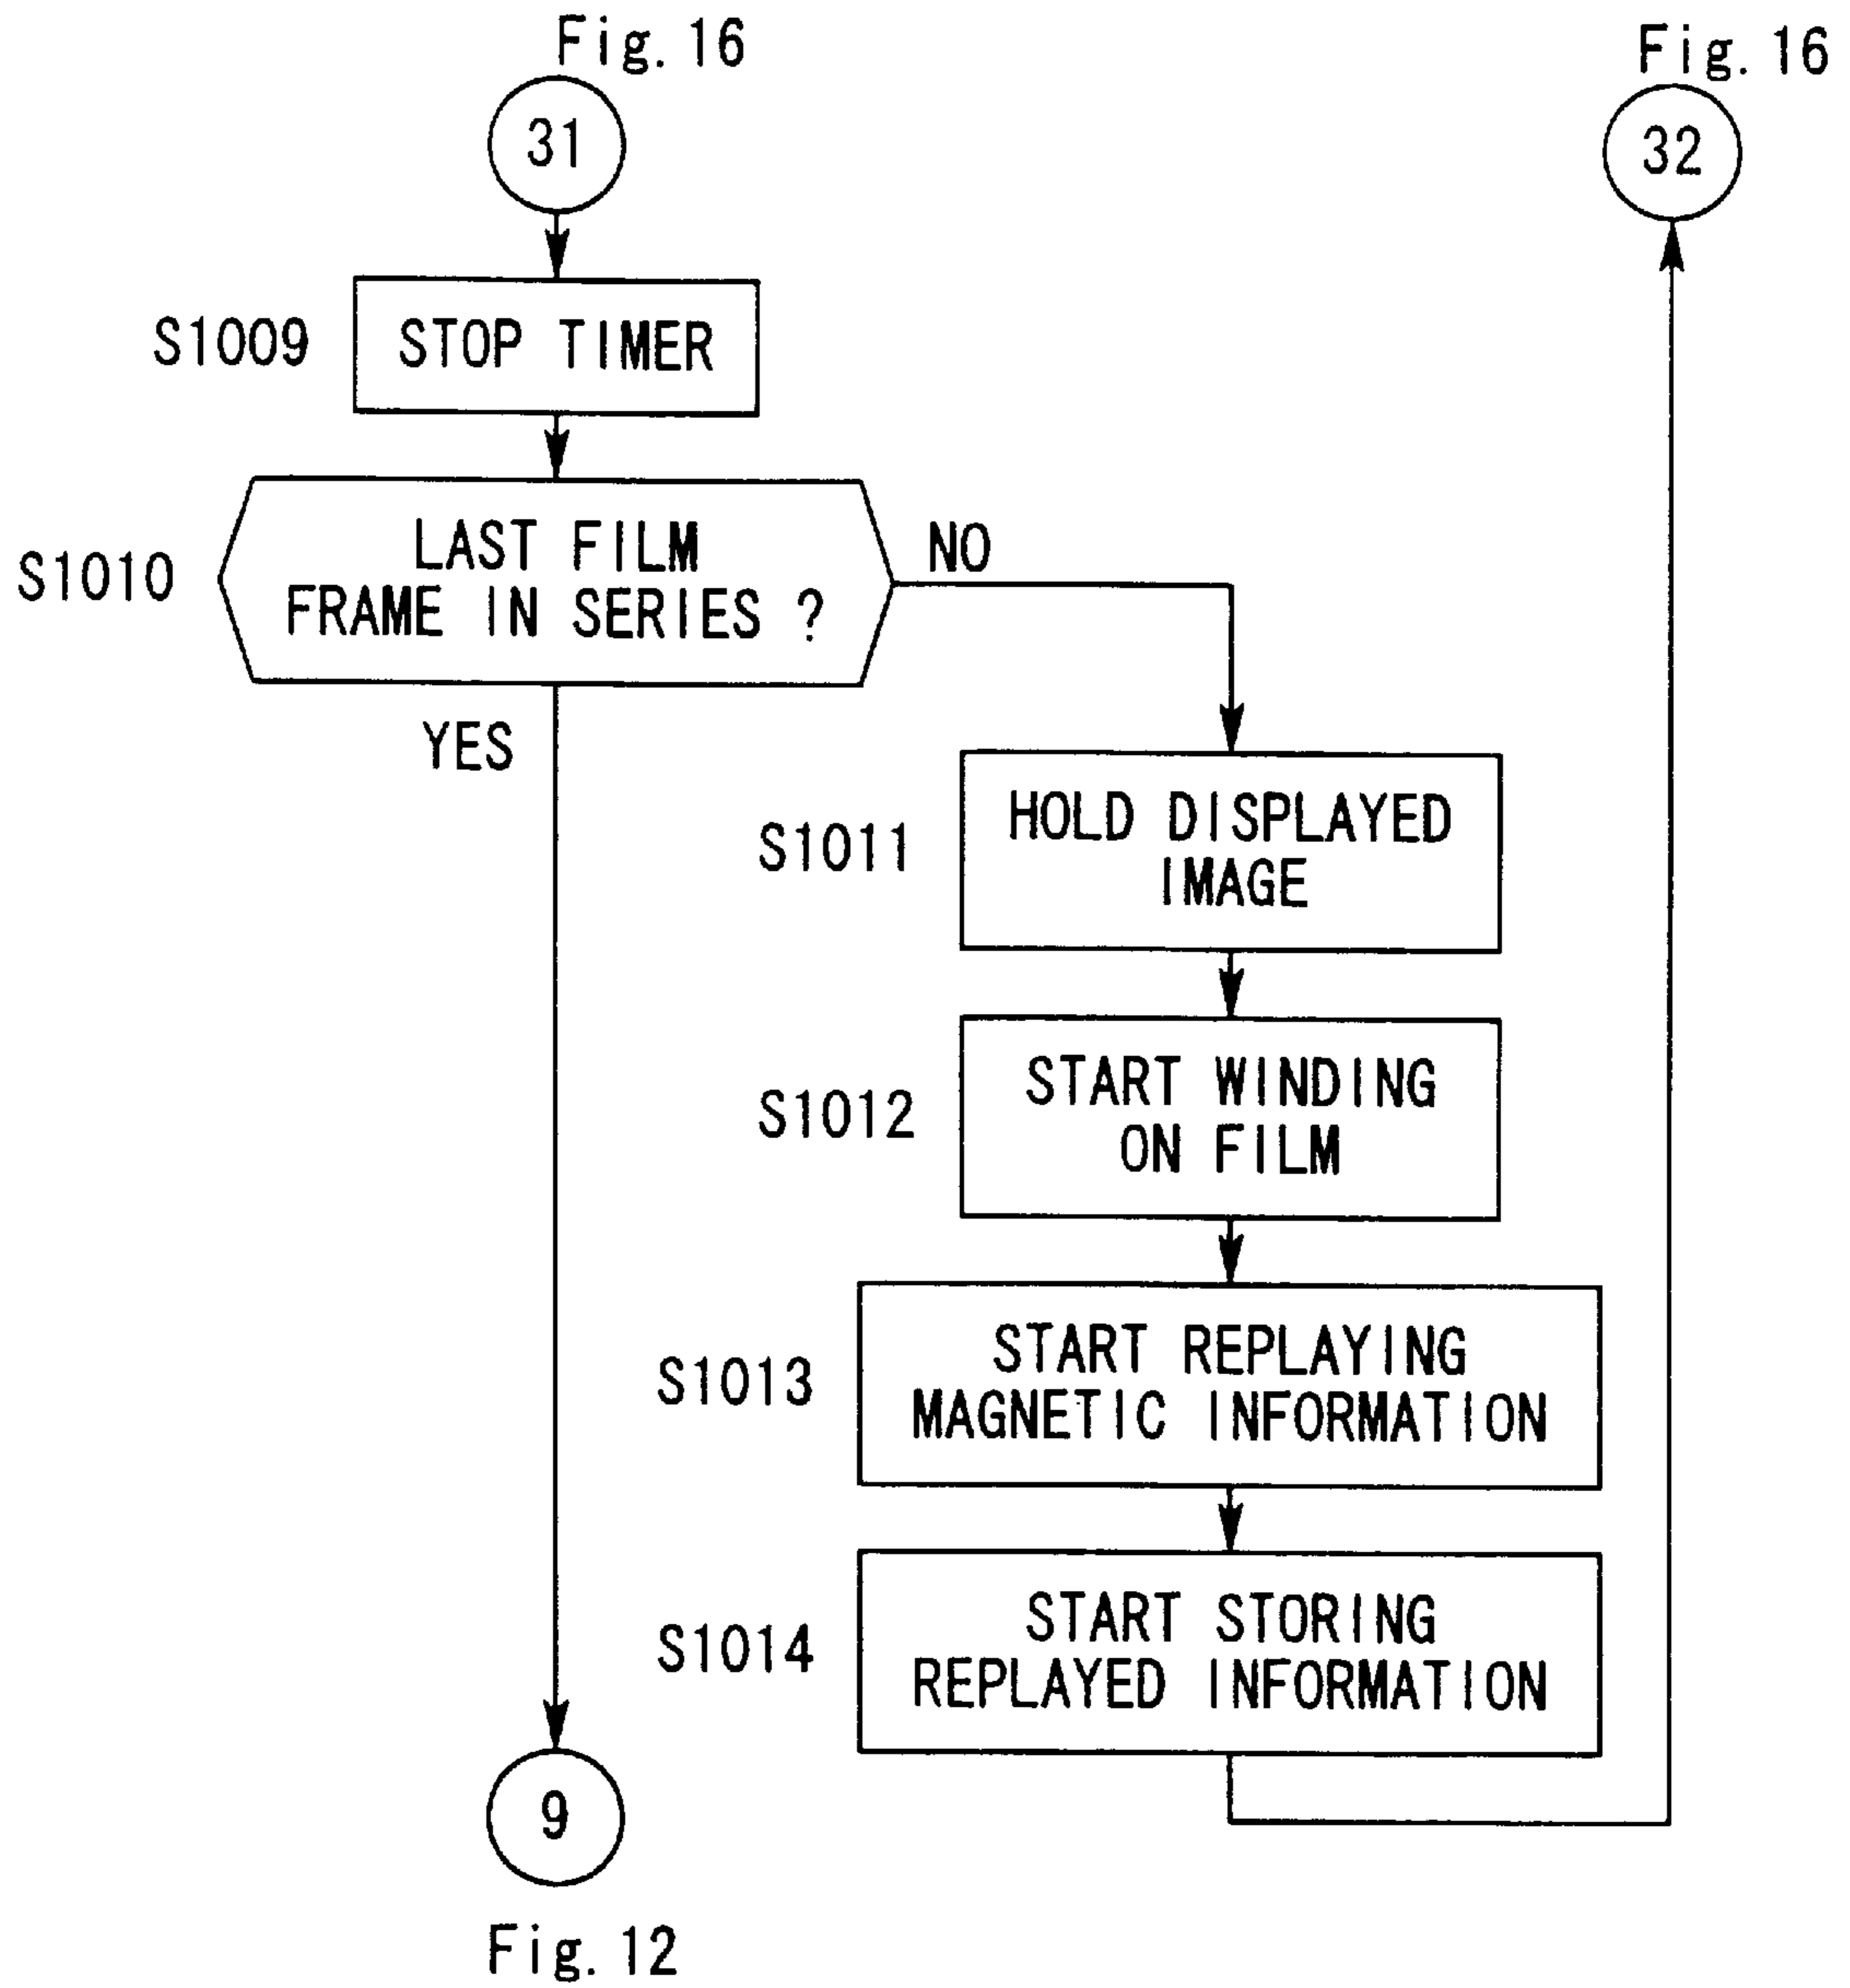 Fig. 16
31
Fig. 16
32
S1009
STOP TIMER
S1010
LAST FILM
FRAME IN SERIES ?
NO
YES
S1011
HOLD DISPLAYED
IMAGE
S1012
START WINDING
ON FILM
S1013
START REPLAYING
MAGNETIC INFORMATION
S1014
START STORING
REPLAYED INFORMATION
9
Fig. 12